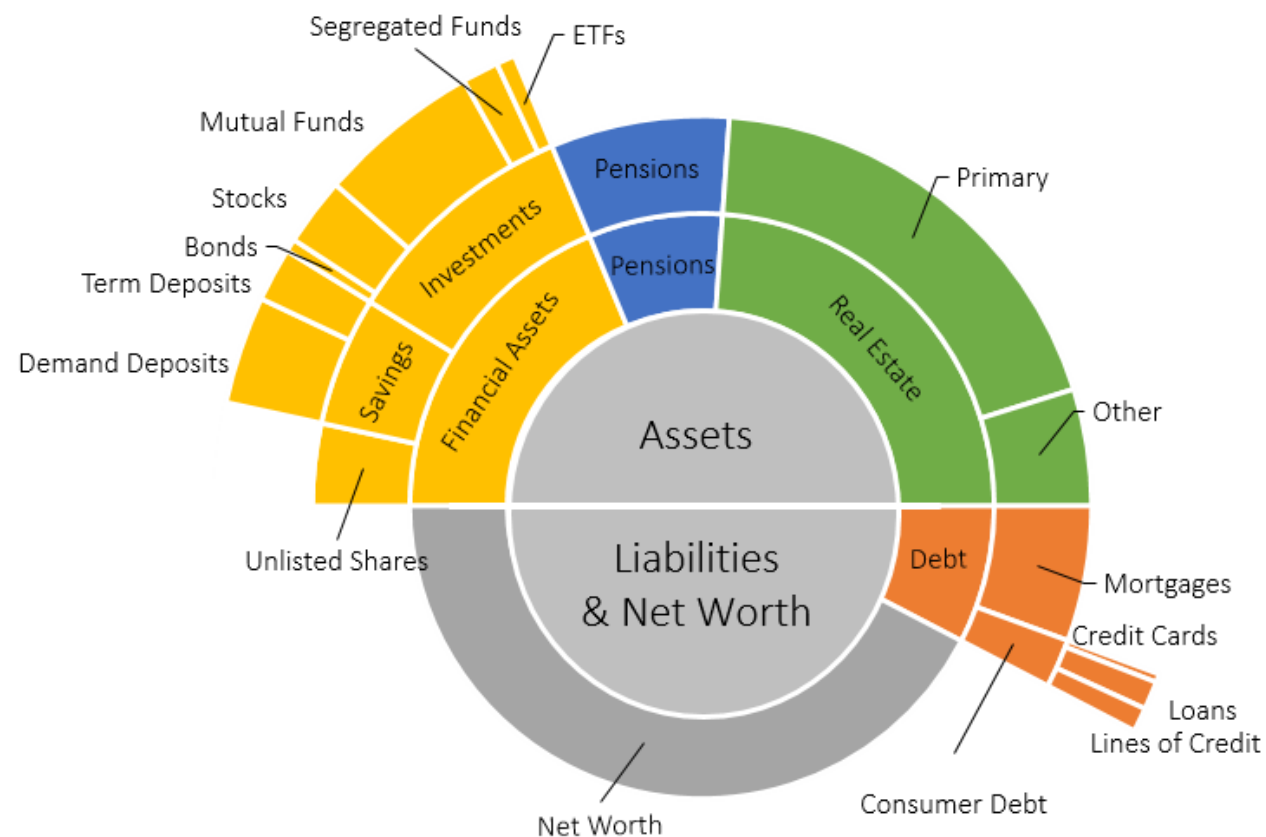 Segregated Funds
ETFs
Mutual Funds
Pensions
Primary
Stocks
Investments
Bonds
Pensions
Term Deposits
Financial Assets
Real Estate
Demand Deposits
Savings
Other
Assets
Unlisted Shares
Liabilities
& Net Worth
Debt
Mortgages
Credit Cards
Loans
Lines of Credit
Consumer Debt
Net Worth